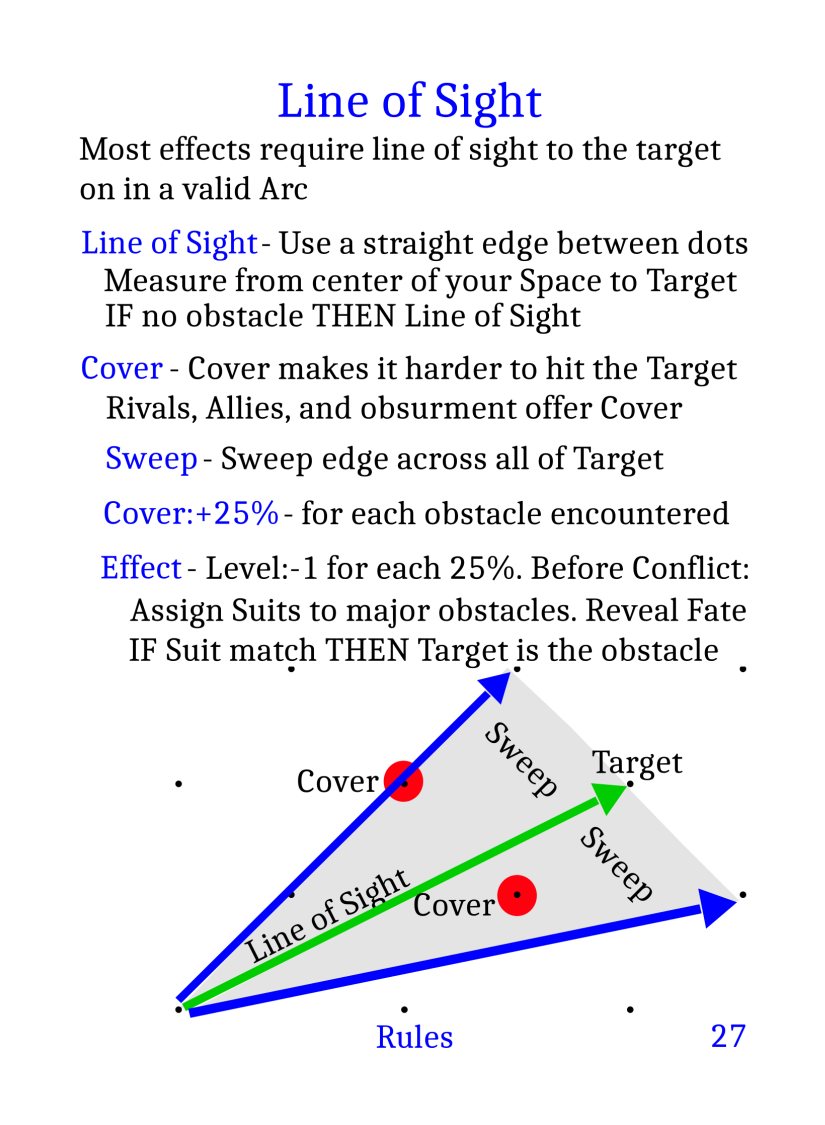 Line of Sight
Most effects require line of sight to the target
on in a valid Arc
Line of Sight - Use a straight edge between dots
Measure from center of your Space to Target
IF no obstacle THEN Line of Sight
Cover - Cover makes it harder to hit the Target
Rivals, Allies, and obsurment offer Cover
Sweep - Sweep edge across all of Target
Cover:+25% - for each obstacle encountered
Effect - Level:-1 for each 25%. Before Conflict:
Assign Suits to major obstacles. Reveal Fate
IF Suit match THEN Target is the obstacle
Sweep
Target
Cover
Sweep
Line of Sight
Cover
Rules
27